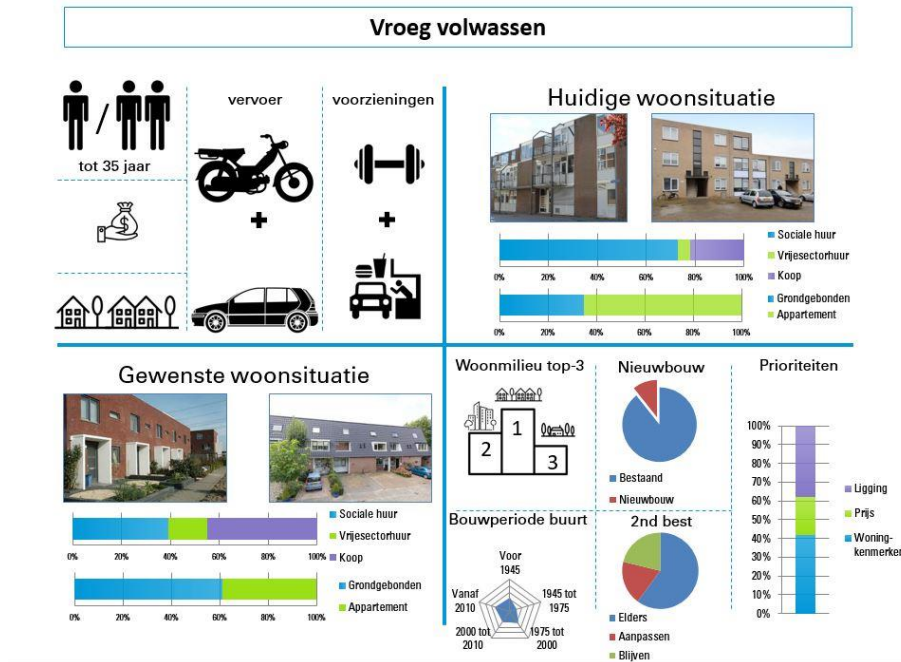 Vroeg volwassen
tot 35 jaar
vervoer
+
voorzieningen
+
Huidige woonsituatie
Sociale huur
Vrijesectorhuur
Koop
0% 20% 40% 60% 80% 100%
Grondgebonden
Appartement
0% 20% 40% 60% 80% 100%
Gewenste woonsituatie
Sociale huur
Vrijesectorhuur
Koop
0% 20% 40% 60% 80% 100%
Grondgebonden
Appartement
0% 20% 40% 60% 80% 100%
Woonmilieu top-3
1
2
3
Nieuwbouw
Bestaand
Nieuwbouw
Bouwperiode buurt
Voor
1945
1945 tot
1975
1975 tot
2000
2000 tot
2010
Vanaf
2010
2nd best
Elders
Aanpassen
Blijven
Prioriteiten
100%
90%
80%
70%
60%
50%
40%
30%
20%
10%
0%
Ligging
Prijs
Woning-
kenmerken